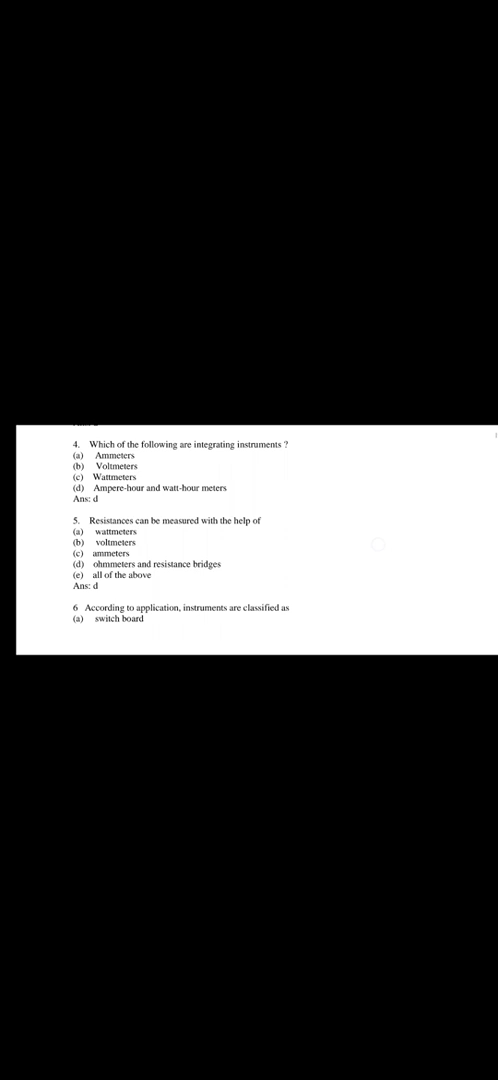 4. Which of the following are integrating instruments ?
(a) Ammeters
(b) Voltmeters
(c) Wattmeters
(d) Ampere-hour and watt-hour meters
Ans: d
5. Resistances can be measured with the help of
(a) wattmeters
(b) voltmeters
(c) ammeters
(d) ohmmeters and resistance bridges
(e) all of the above
Ans: d
6 According to application, instruments are classified as
(a) switch board